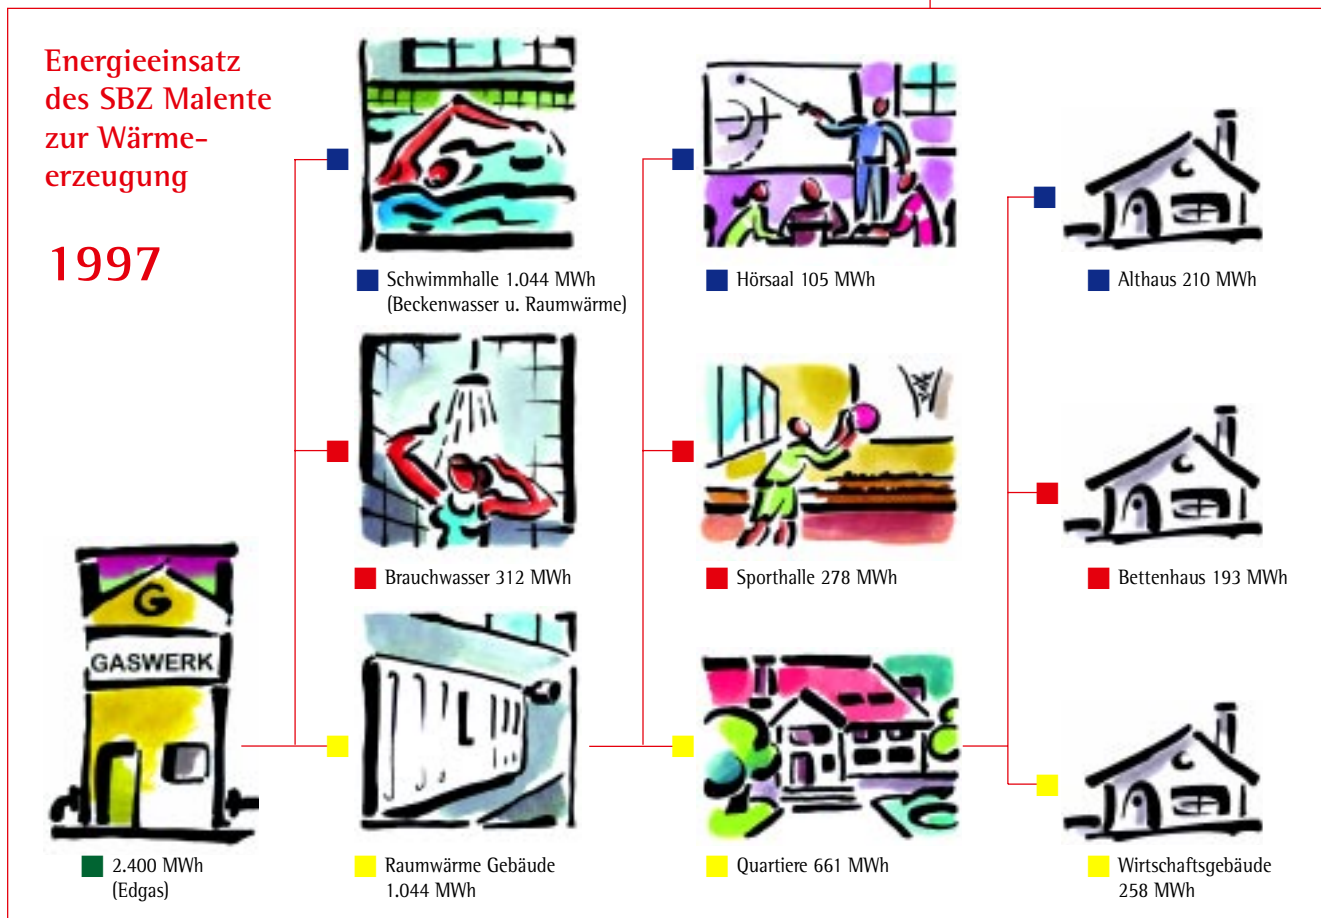 Energieeinsatz
des SBZ Malente
zur Wärme-
erzeugung
1997
Schwimmhalle 1.044 MWh
(Beckenwasser u. Raumwärme)
Hörsaal 105 MWh
Althaus 210 MWh
Brauchwasser 312 MWh
Sporthalle 278 MWh
Bettenhaus 193 MWh
G
GASWERK
2.400 MWh
(Edgas)
Raumwärme Gebäude
1.044 MWh
Quartiere 661 MWh
Wirtschaftsgebäude
258 MWh